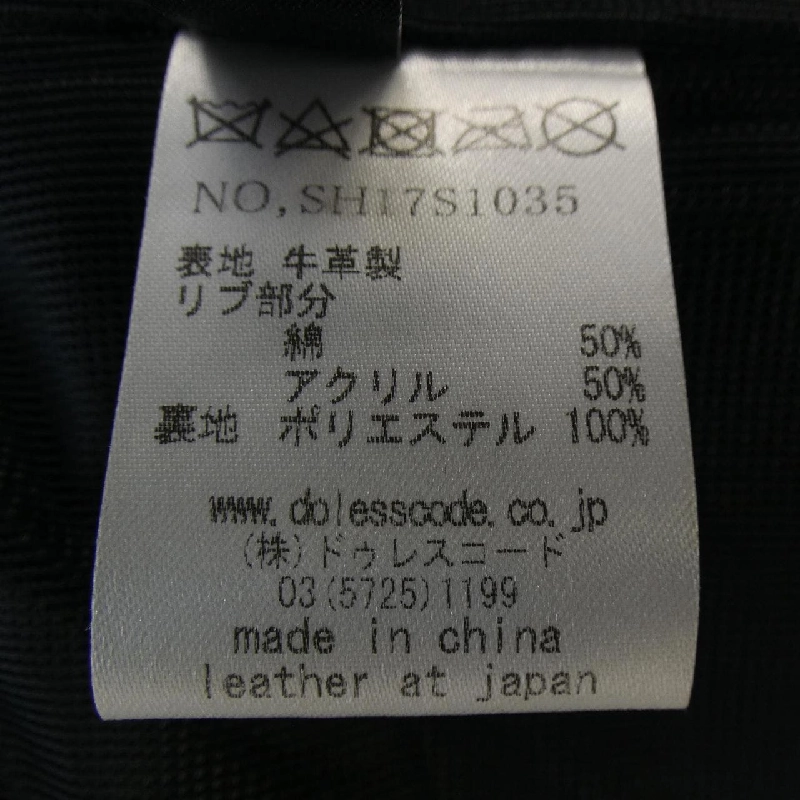 NO,SH17S1035
表地 牛革製
リブ部分
綿 50%
アクリル 50%
裏地 ポリエステル 100%
www.dolesscode.co.jp
(株)ドゥレスコード
03(5725)1199
made in china
leather at japan